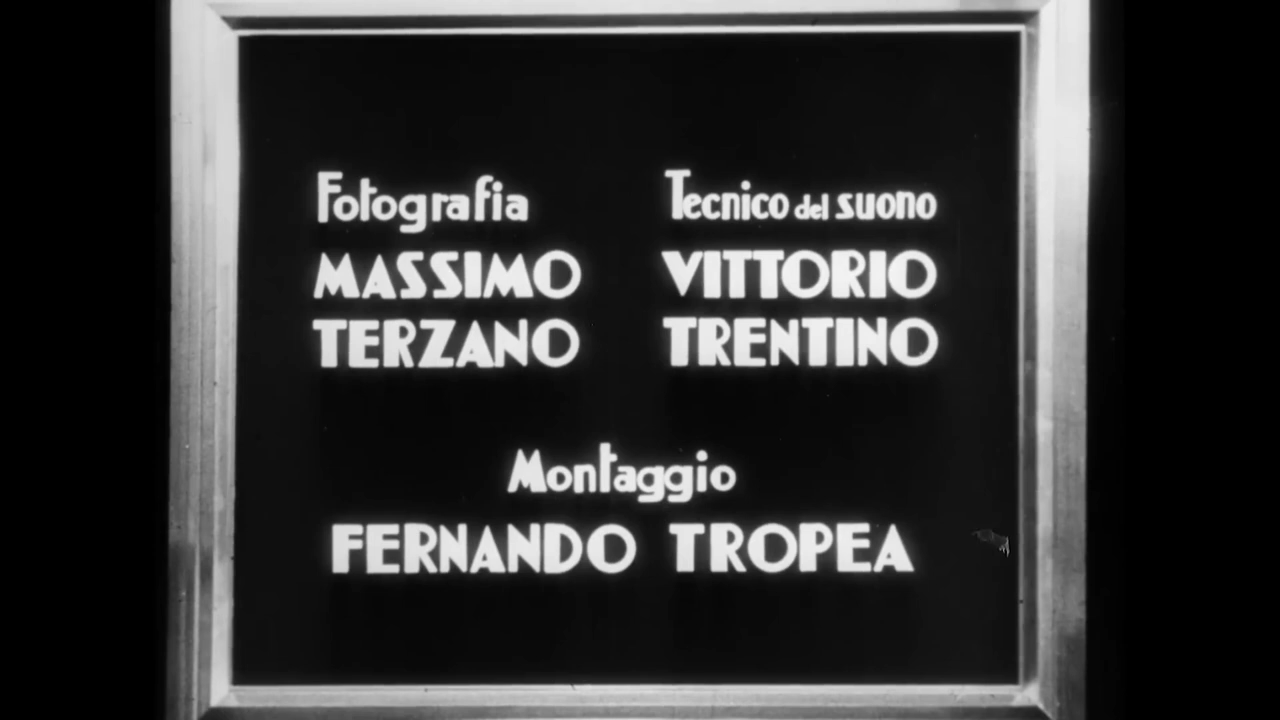 Fotografia
MASSIMO
TERZANO
Tecnico del suono
VITTORIO
TRENTINO
Montaggio
FERNANDO TROPEA